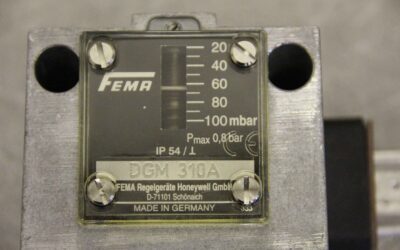 FEMA
20
40
60
80
100 mbar
Pmax 0,8 bar
IP 54 / ⊥
CE
DGM 310A
FEMA Regelgeräte Honeywell GmbH
D-71101 Schönaich
MADE IN GERMANY